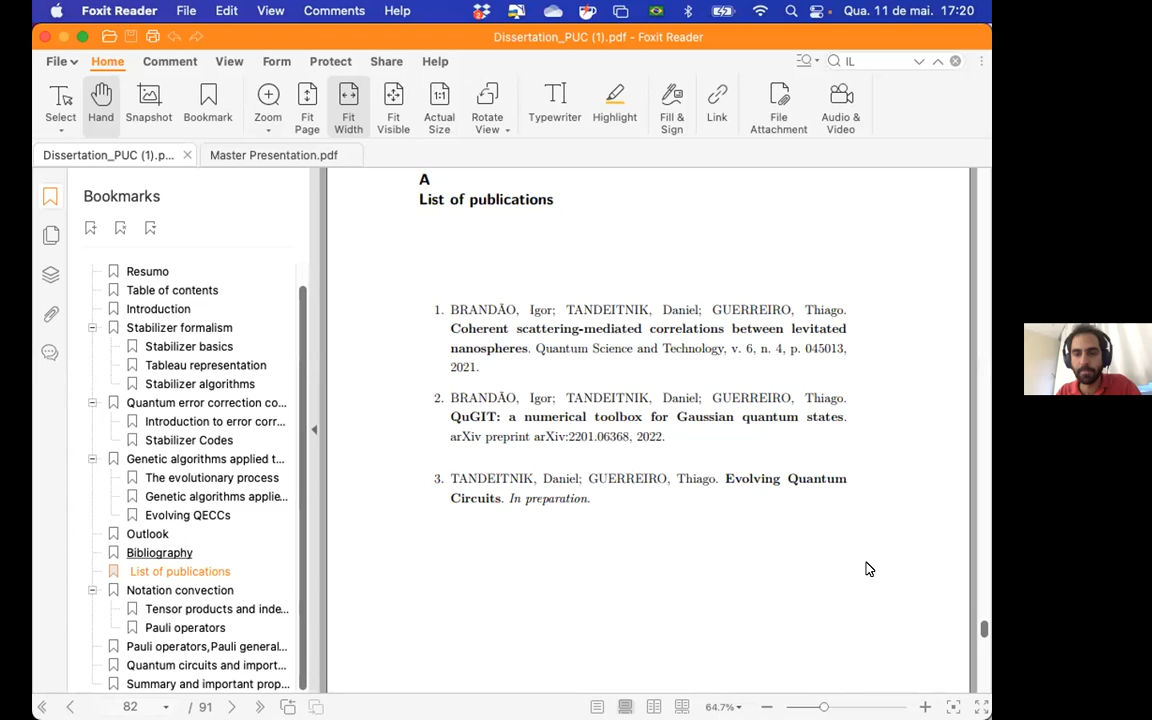 Foxit Reader File Edit View Comments Help Qua. 11 de mai. 17:20
Dissertation_PUC (1).pdf - Foxit Reader
File Home Comment View Form Protect Share Help IL
Select Hand Snapshot Bookmark Zoom Fit Page Fit Width Fit Visible Actual Size Rotate View Typewriter Highlight Fill & Sign Link File Attachment Audio & Video
Dissertation_PUC (1).p... Master Presentation.pdf
Bookmarks
Resumo
Table of contents
Introduction
Stabilizer formalism
Stabilizer basics
Tableau representation
Stabilizer algorithms
Quantum error correction co...
Introduction to error corr...
Stabilizer Codes
Genetic algorithms applied t...
The evolutionary process
Genetic algorithms applie...
Evolving QECCs
Outlook
Bibliography
List of publications
Notation convection
Tensor products and inde...
Pauli operators
Pauli operators,Pauli general...
Quantum circuits and import...
Summary and important prop...
A
List of publications
1. BRANDÃO, Igor; TANDEITNIK, Daniel; GUERREIRO, Thiago.
Coherent scattering-mediated correlations between levitated
nanospheres. Quantum Science and Technology, v. 6, n. 4, p. 045013,
2021.
2. BRANDÃO, Igor; TANDEITNIK, Daniel; GUERREIRO, Thiago.
QuGIT: a numerical toolbox for Gaussian quantum states.
arXiv preprint arXiv:2201.06368, 2022.
3. TANDEITNIK, Daniel; GUERREIRO, Thiago. Evolving Quantum
Circuits. In preparation.
82 / 91 64.7%